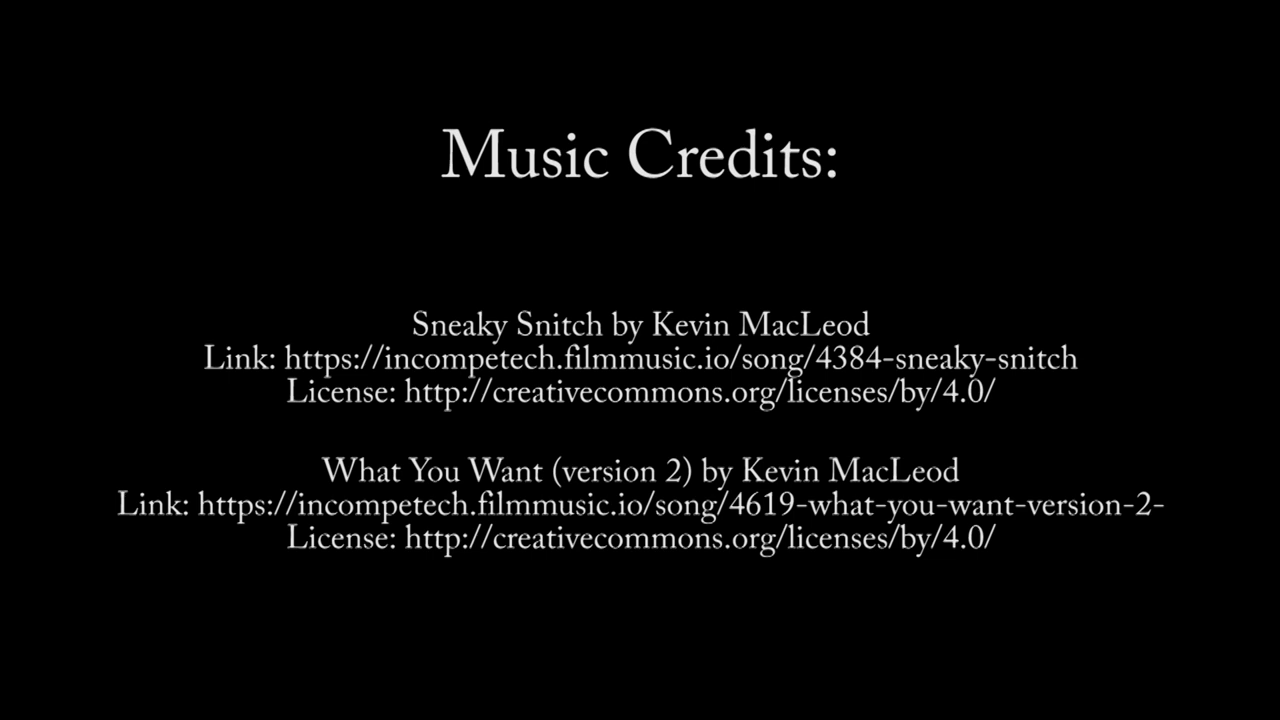 Music Credits:
Sneaky Snitch by Kevin MacLeod
Link: https://incompetech.filmmusic.io/song/4384-sneaky-snitch
License: http://creativecommons.org/licenses/by/4.0/
What You Want (version 2) by Kevin MacLeod
Link: https://incompetech.filmmusic.io/song/4619-what-you-want-version-2-
License: http://creativecommons.org/licenses/by/4.0/